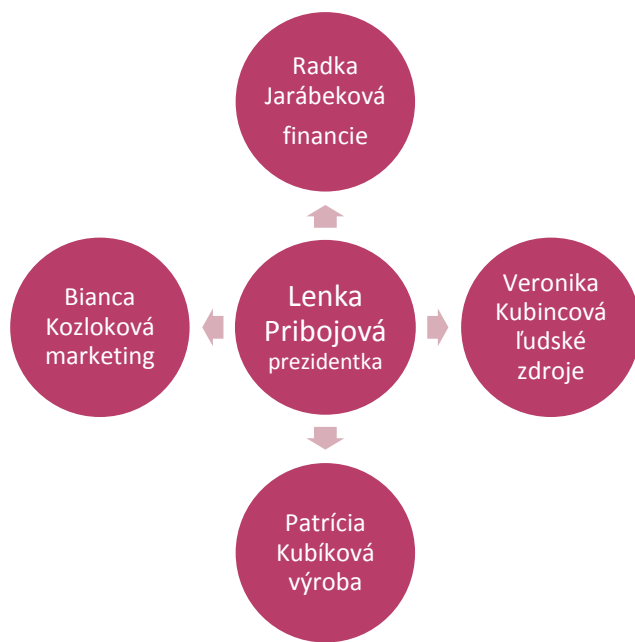 Radka
Jarábeková
financie
Bianca
Kozloková
marketing
Lenka
Pribojová
prezidentka
Veronika
Kubincová
ľudské
zdroje
Patrícia
Kubíková
výroba